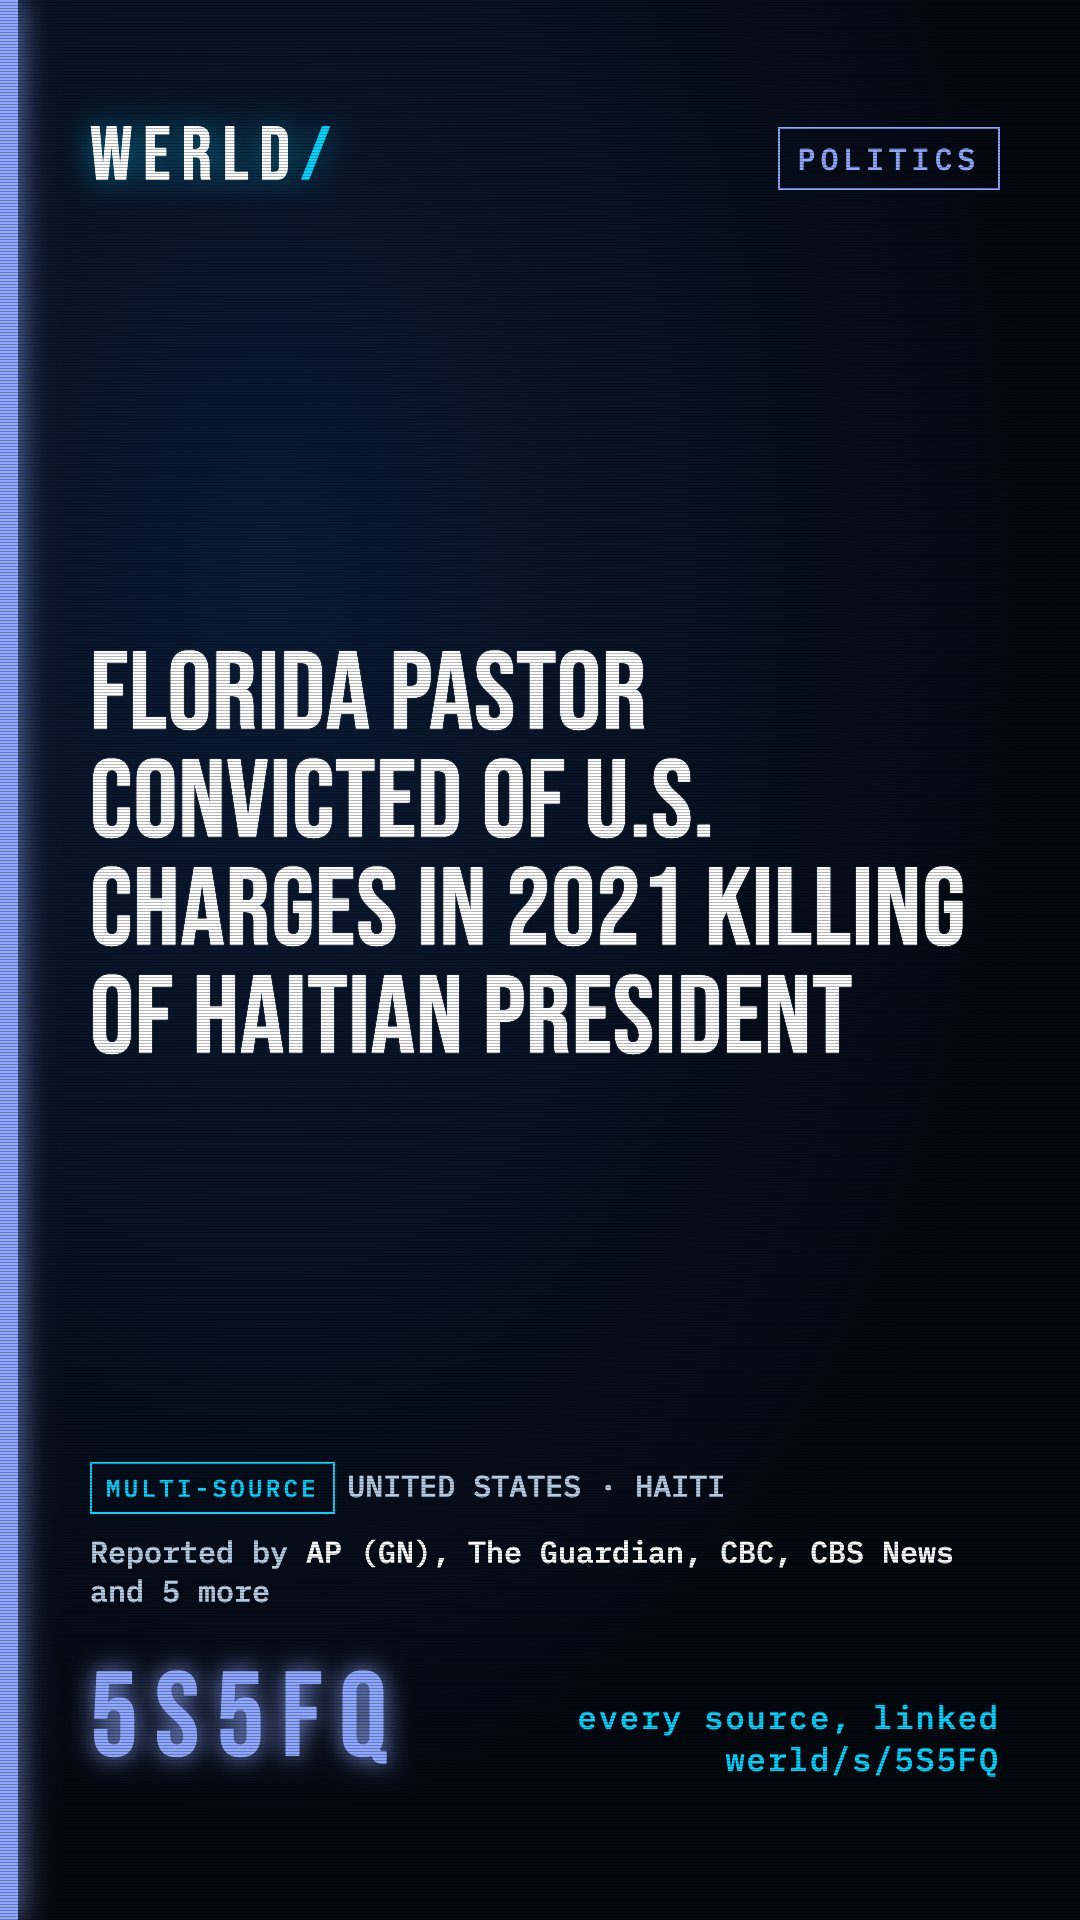 WERLD/
POLITICS
FLORIDA PASTOR
CONVICTED OF U.S.
CHARGES IN 2021 KILLING
OF HAITIAN PRESIDENT
MULTI-SOURCE UNITED STATES · HAITI
Reported by AP (GN), The Guardian, CBC, CBS News
and 5 more
5S5FQ
every source, linked
werld/s/5S5FQ